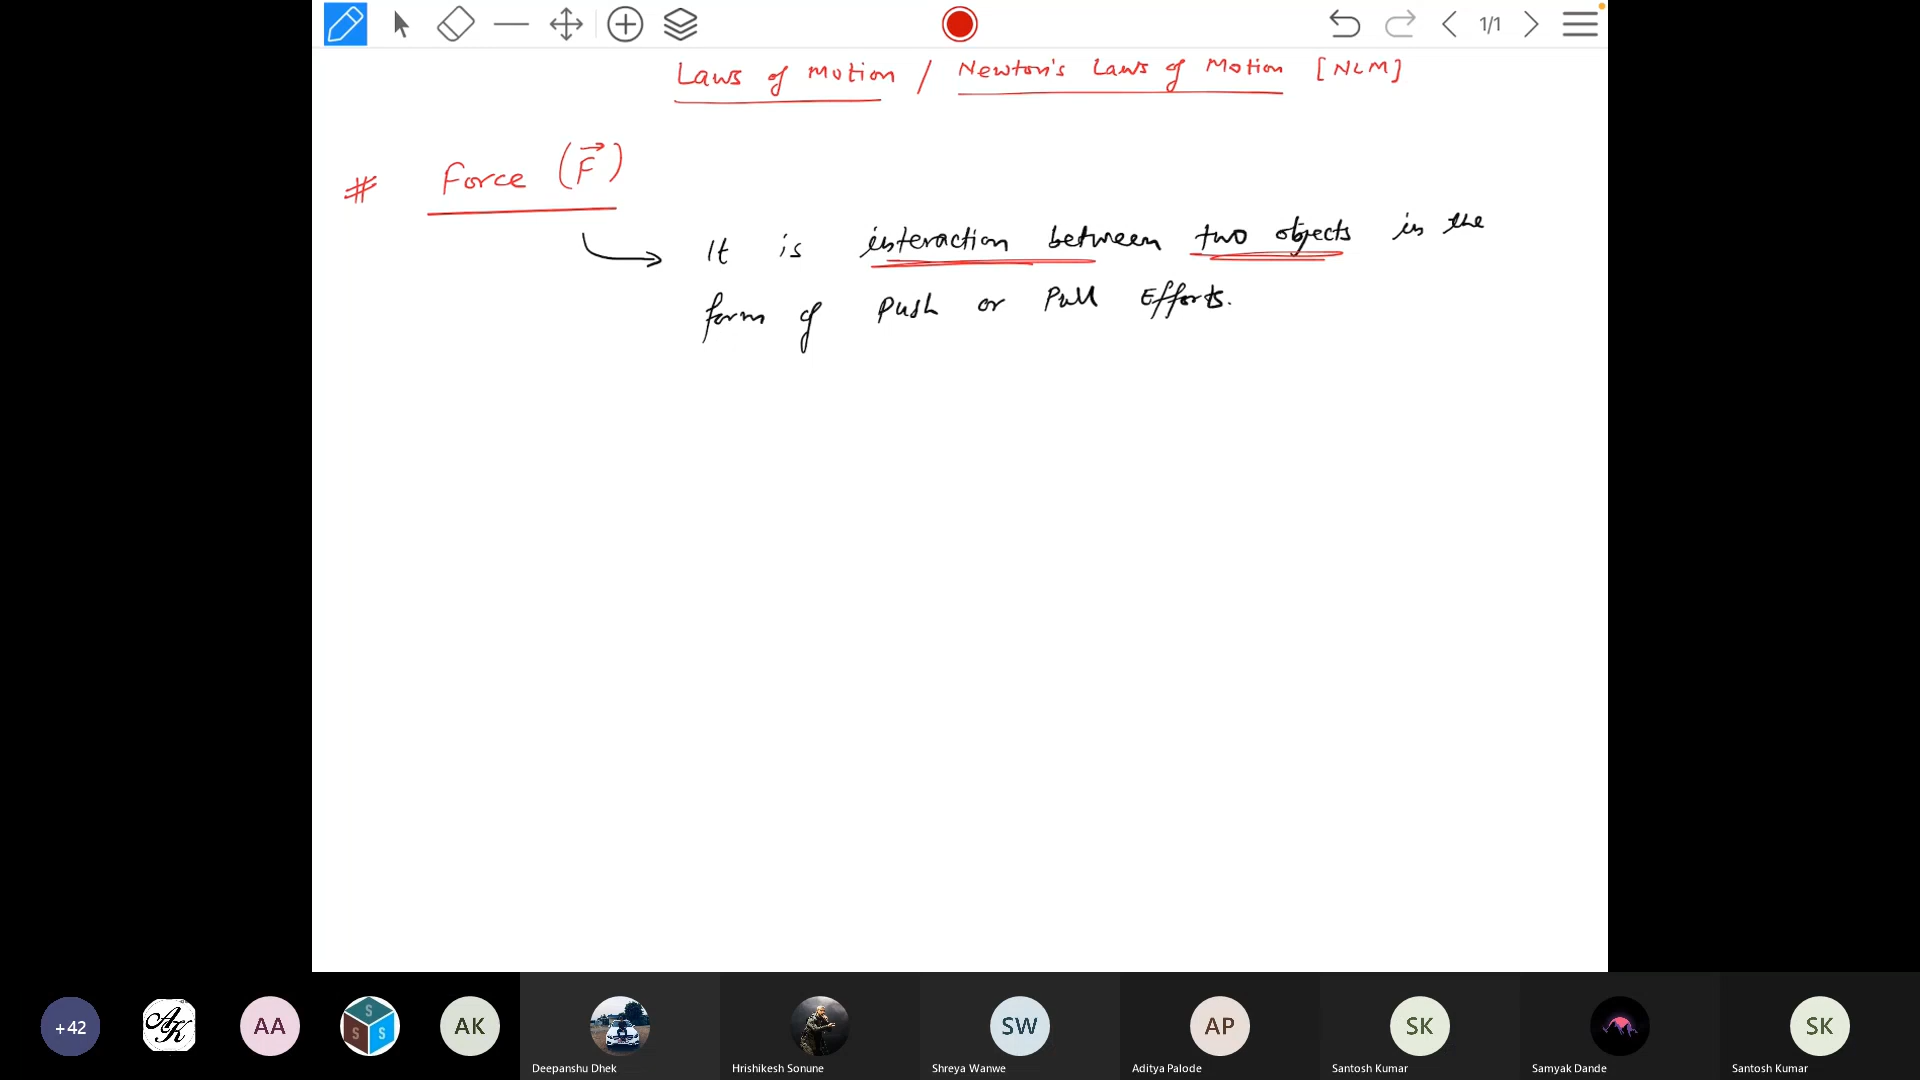 1/1
Laws of Motion / Newton's Laws of Motion [NLM]
# Force (F⃗)
It is interaction between two objects in the
form of Push or Pull Efforts.
+42
AK
AA
S
S S
AK
SW
AP
SK
SK
Deepanshu Dhek
Hrishikesh Sonune
Shreya Wanwe
Aditya Palode
Santosh Kumar
Samyak Dande
Santosh Kumar